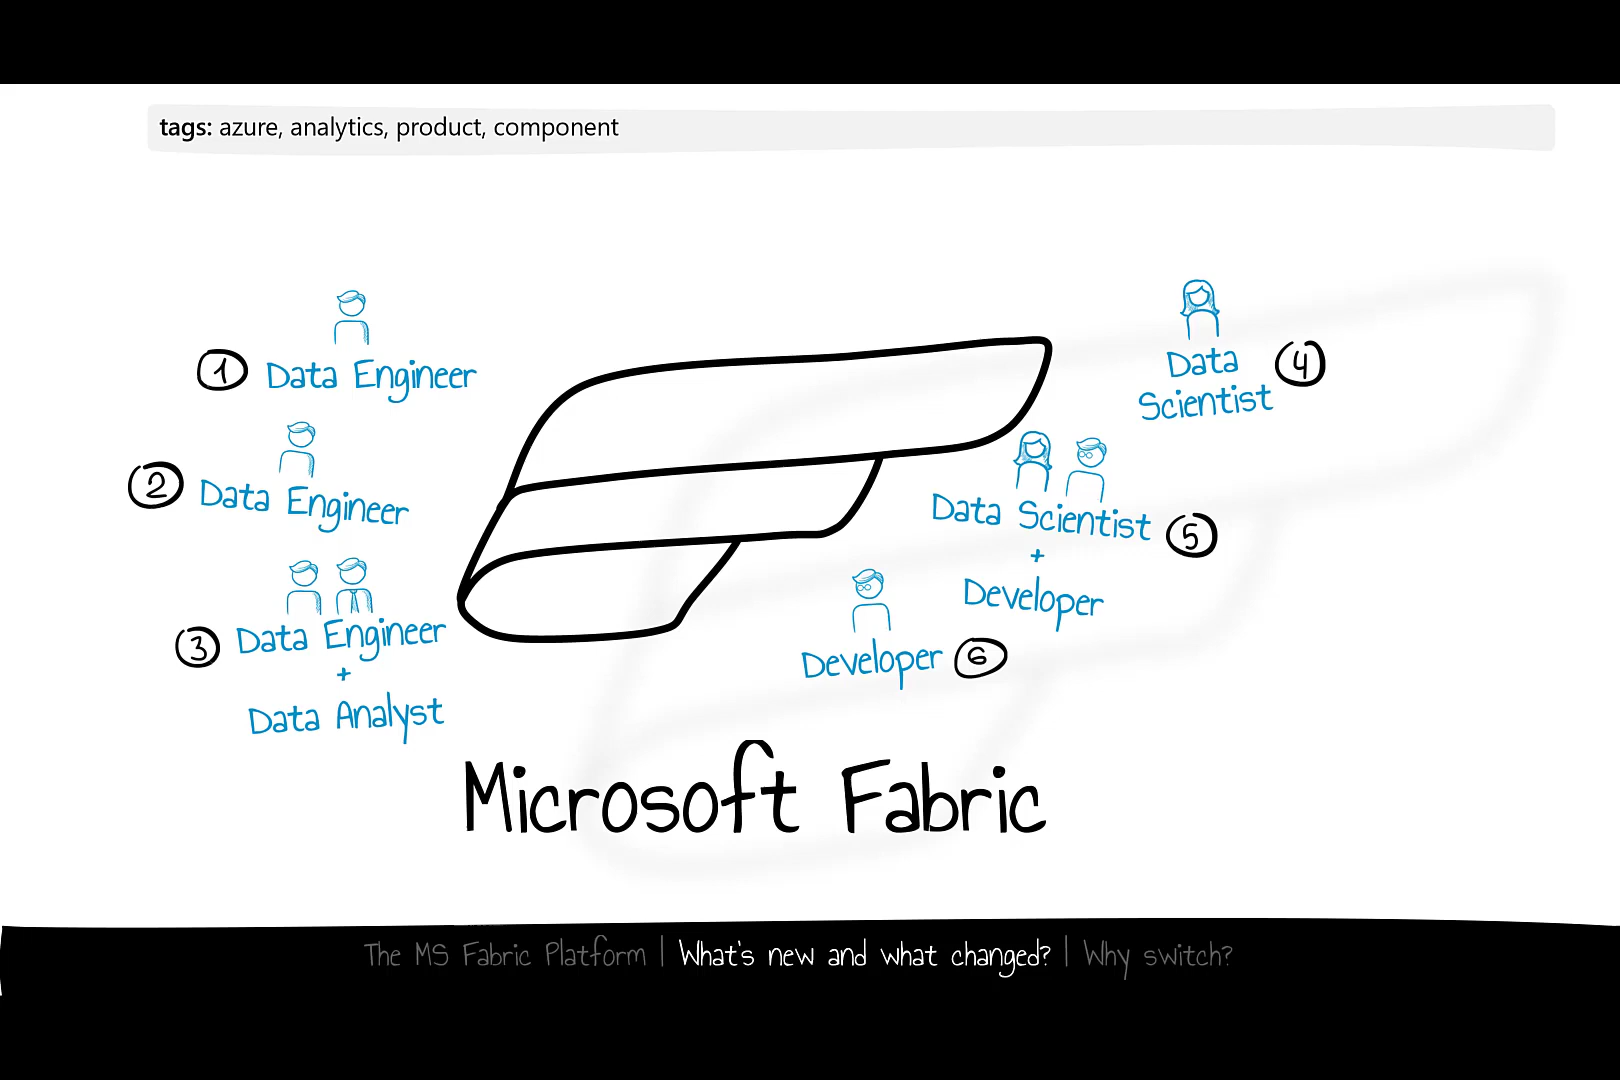 tags: azure, analytics, product, component
1 Data Engineer
2 Data Engineer
3 Data Engineer
+
Data Analyst
Data
Scientist 4
Data Scientist 5
+
Developer
Developer 6
Microsoft Fabric
The MS Fabric Platform | What's new and what changed? | Why switch?